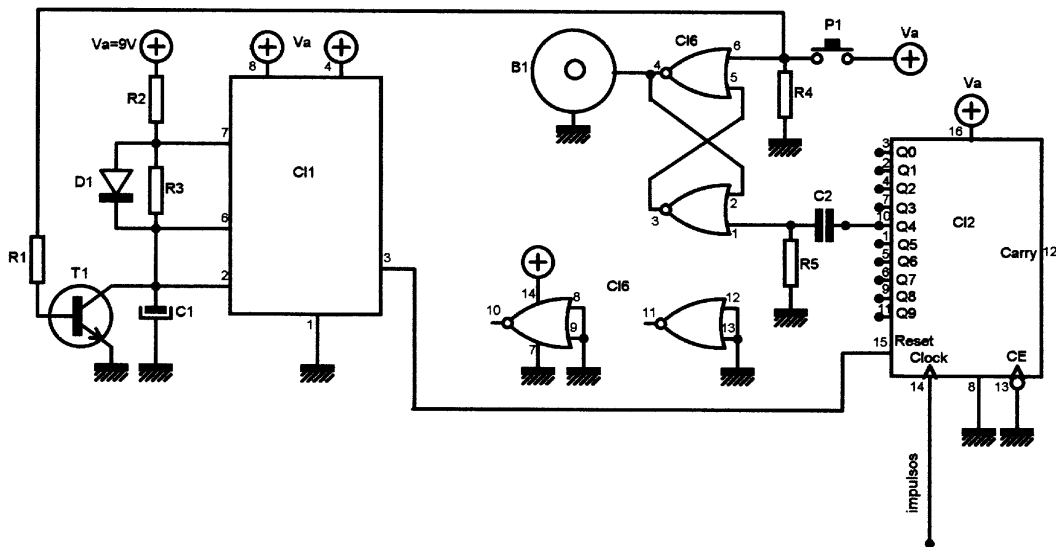 Va=9V
Va
8
4
R2
7
D1
R3
CI1
6
R1
T1
2
C1
3
1
B1
CI6
4
6
5
P1
Va
R4
3
2
1
C2
R5
CI6
14
10
8
9
7
11
12
13
Va
16
3
Q0
2
Q1
4
Q2
7
Q3
10
Q4
CI2
1
Q5
5
Q6
Carry
12
6
Q7
9
Q8
11
Q9
15
Reset
Clock
CE
14
8
13
impulsos